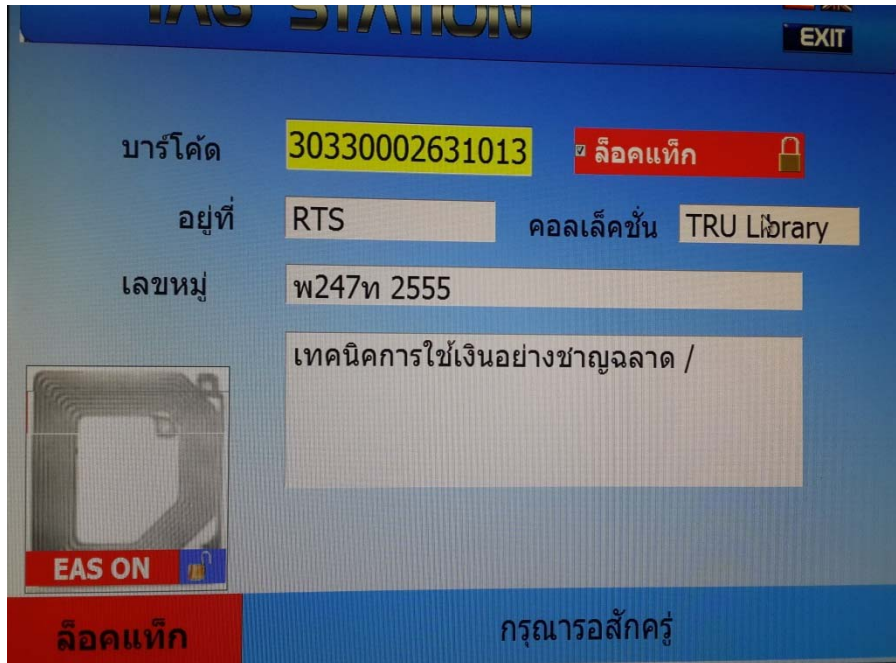 TAG STATION
EXIT
บาร์โค้ด 30330002631013 ล็อคแท็ก
อยู่ที่ RTS คอลเล็คชั่น TRU Library
เลขหมู่ พ247ท 2555
เทคนิคการใช้เงินอย่างชาญฉลาด /
EAS ON
ล็อคแท็ก กรุณารอสักครู่